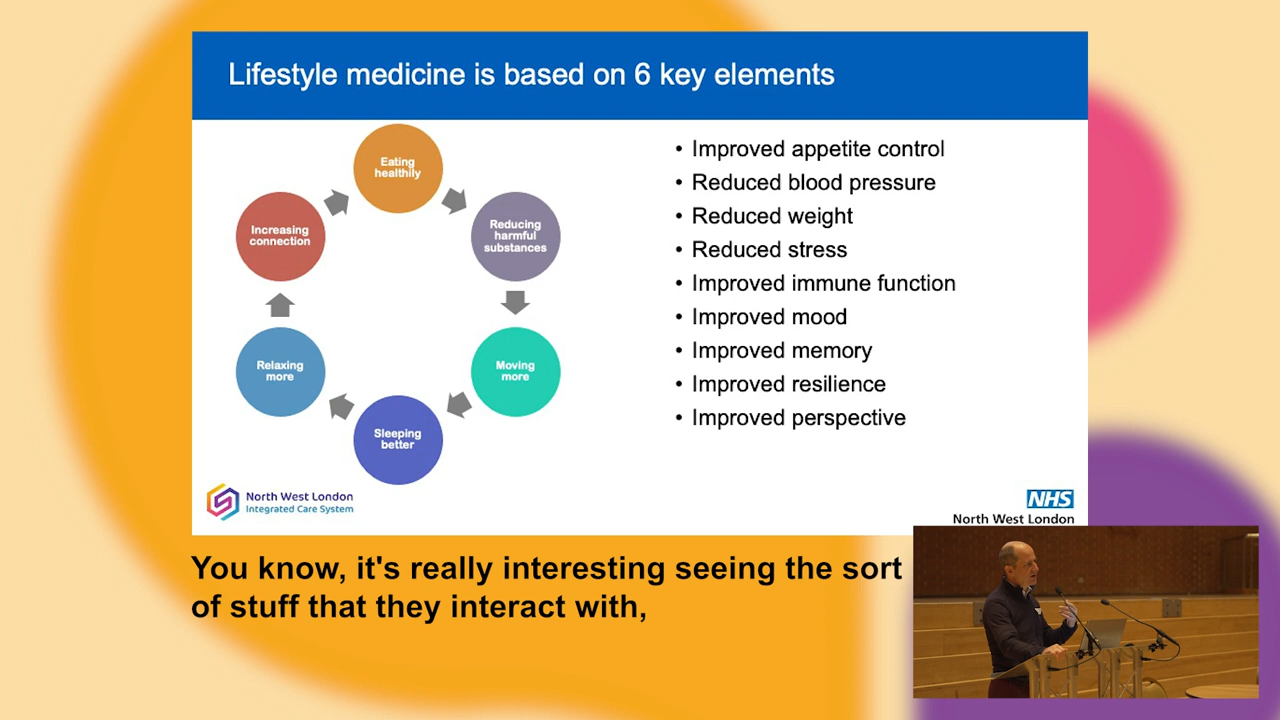 Lifestyle medicine is based on 6 key elements
Eating
healthily
Reducing
harmful
substances
Moving
more
Sleeping
better
Relaxing
more
Increasing
connection
• Improved appetite control
• Reduced blood pressure
• Reduced weight
• Reduced stress
• Improved immune function
• Improved mood
• Improved memory
• Improved resilience
• Improved perspective
North West London
Integrated Care System
NHS
North West London
You know, it's really interesting seeing the sort
of stuff that they interact with,